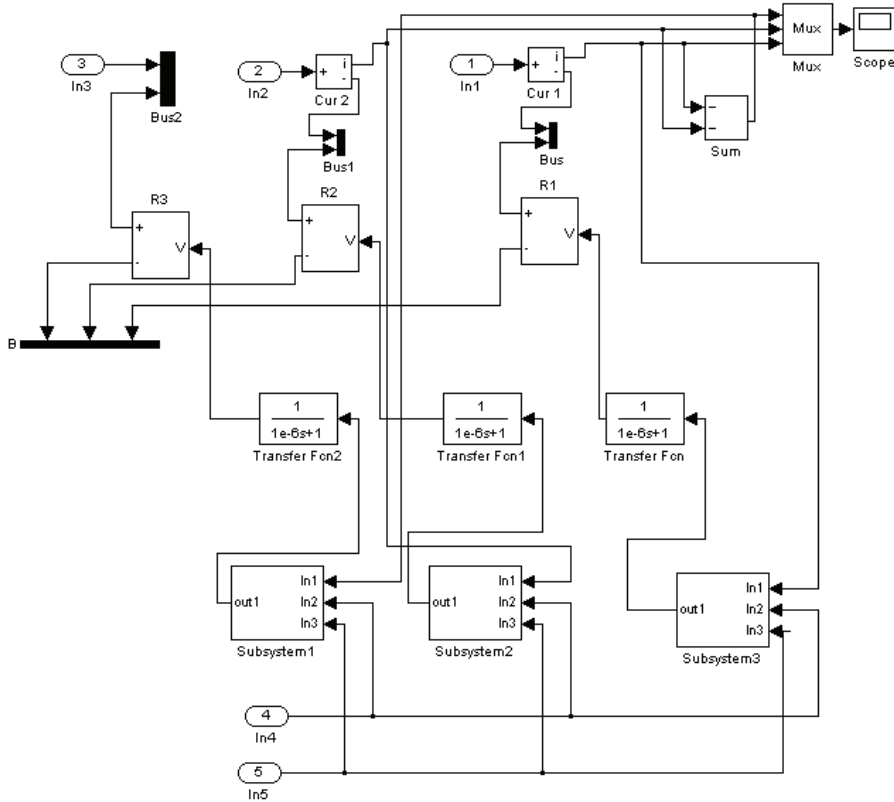 3
In3
Bus2
2
In2
+
i
-
Cur 2
Bus1
1
In1
+
i
-
Cur 1
Bus
Mux
Mux
Scope
−
−
Sum
R3
+
-
V
R2
+
-
V
R1
+
-
V
B
1
1e-6s+1
Transfer Fcn2
1
1e-6s+1
Transfer Fcn1
1
1e-6s+1
Transfer Fcn
out1
In1
In2
In3
Subsystem1
out1
In1
In2
In3
Subsystem2
out1
In1
In2
In3
Subsystem3
4
In4
5
In5